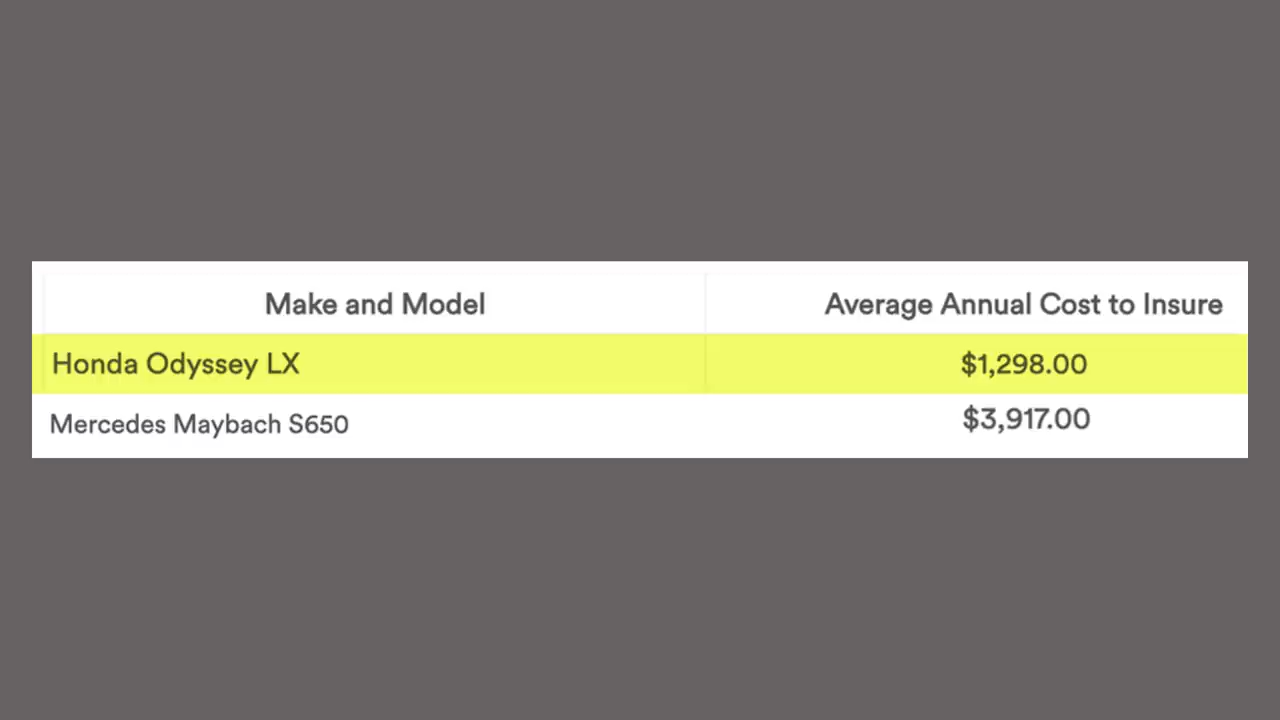 Make and Model Average Annual Cost to Insure
Honda Odyssey LX $1,298.00
Mercedes Maybach S650 $3,917.00